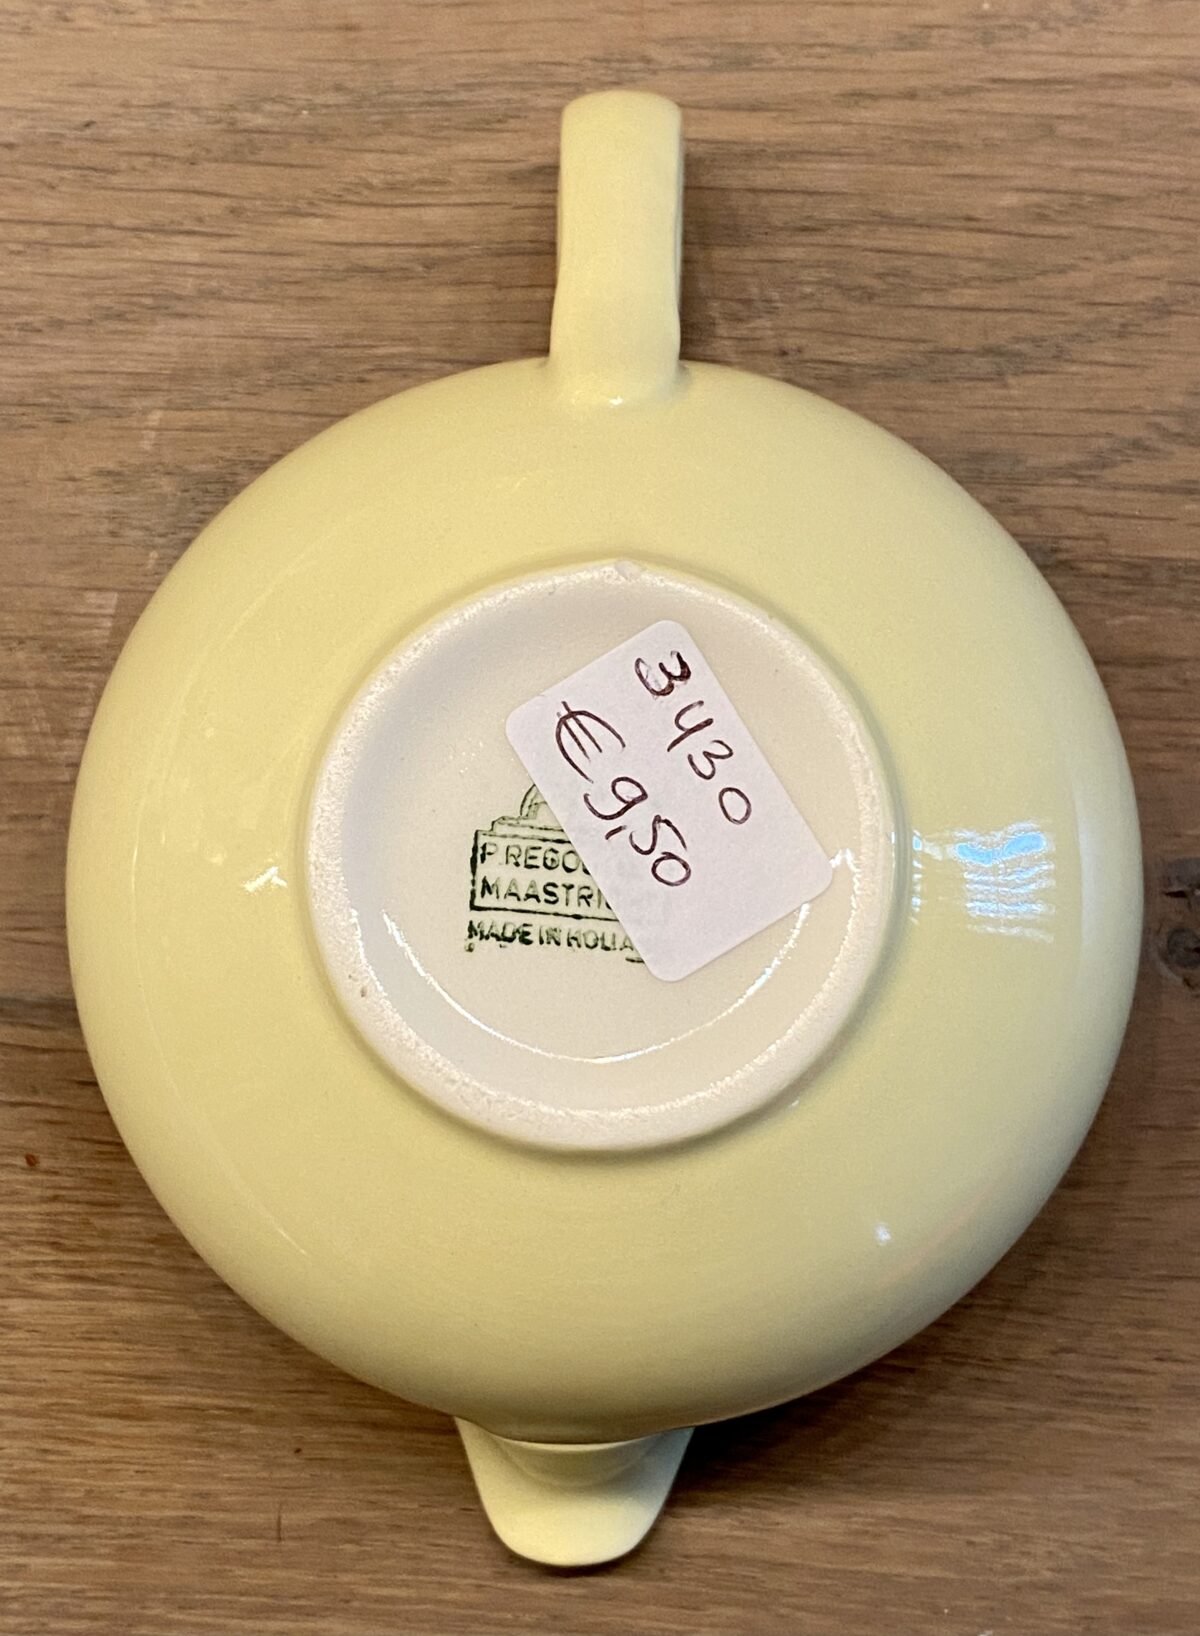 3430
€9,50
P.REGO
MAASTRI
MADE IN HOLLA